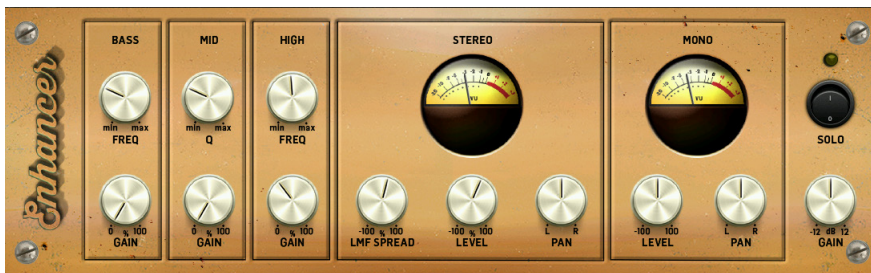 Enhancer
BASS
min max
FREQ
0 % 100
GAIN
MID
min max
Q
0 % 100
GAIN
HIGH
min max
FREQ
0 % 100
GAIN
STEREO
VU
-100 % 100
LMF SPREAD
-100 % 100
LEVEL
L R
PAN
MONO
VU
-100 100
LEVEL
L R
PAN
I
O
SOLO
-12 dB 12
GAIN